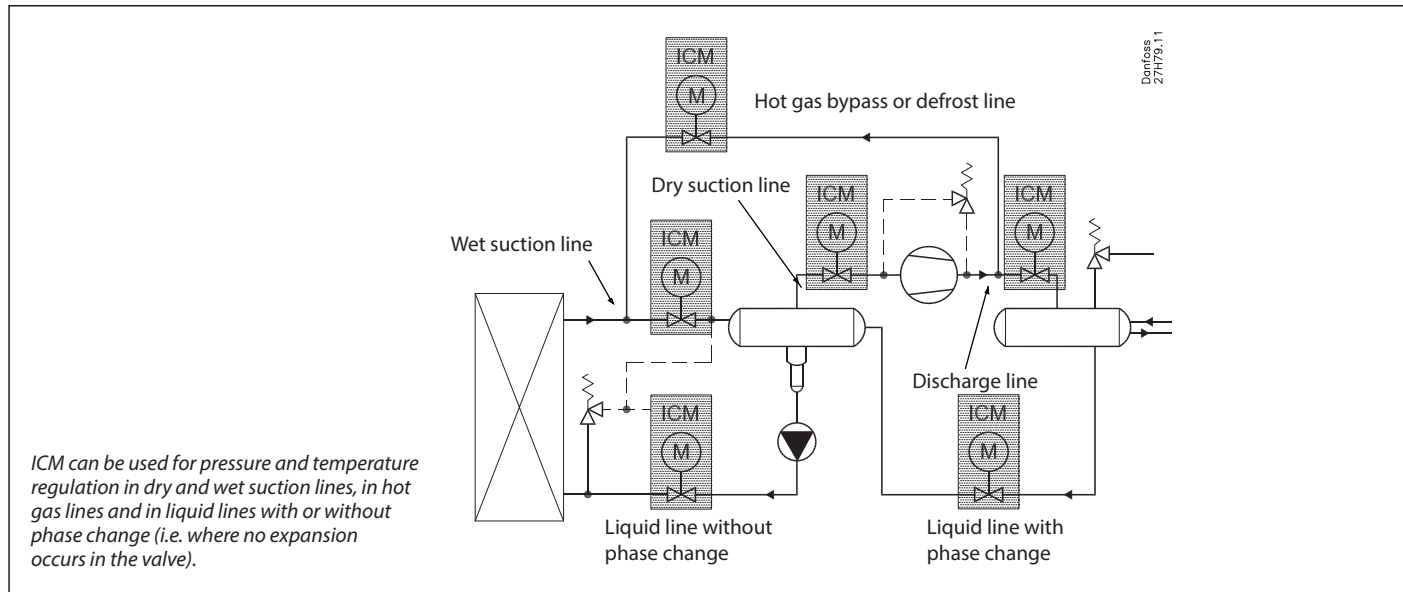 Danfoss
27H79.11
ICM
M
Hot gas bypass or defrost line
Dry suction line
ICM
M
ICM
M
Wet suction line
ICM
M
Discharge line
ICM
M
ICM
M
Liquid line without
phase change
Liquid line with
phase change
ICM can be used for pressure and temperature
regulation in dry and wet suction lines, in hot
gas lines and in liquid lines with or without
phase change (i.e. where no expansion
occurs in the valve).